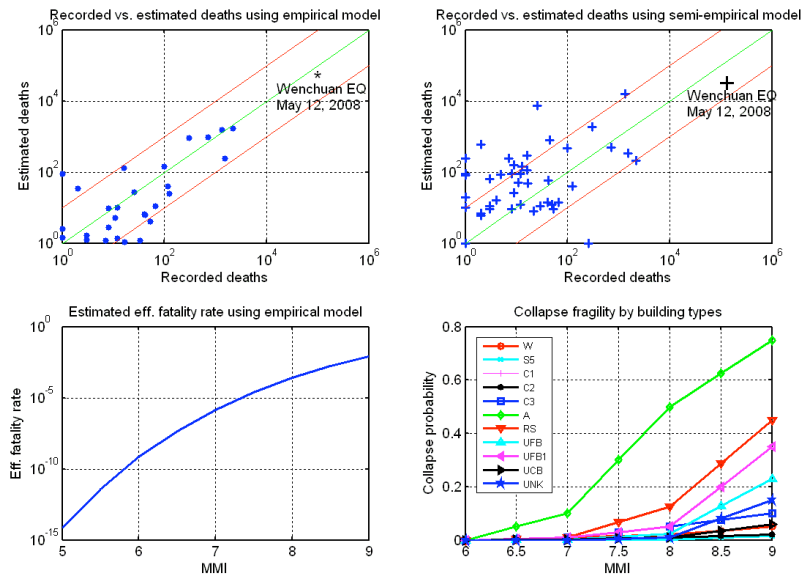 Recorded vs. estimated deaths using empirical model
Estimated deaths
10^6
10^4
10^2
10^0
10^0
10^2
10^4
10^6
Recorded deaths
*
Wenchuan EQ
May 12, 2008
Recorded vs. estimated deaths using semi-empirical model
Estimated deaths
10^6
10^4
10^2
10^0
10^0
10^2
10^4
10^6
Recorded deaths
Wenchuan EQ
May 12, 2008
Estimated eff. fatality rate using empirical model
Eff. fatality rate
10^0
10^-5
10^-10
10^-15
5
6
7
8
9
MMI
Collapse fragility by building types
Collapse probability
0.8
0.6
0.4
0.2
0
W
S5
C1
C2
C3
A
RS
UFB
UFB1
UCB
UNK
6
6.5
7
7.5
8
8.5
9
MMI